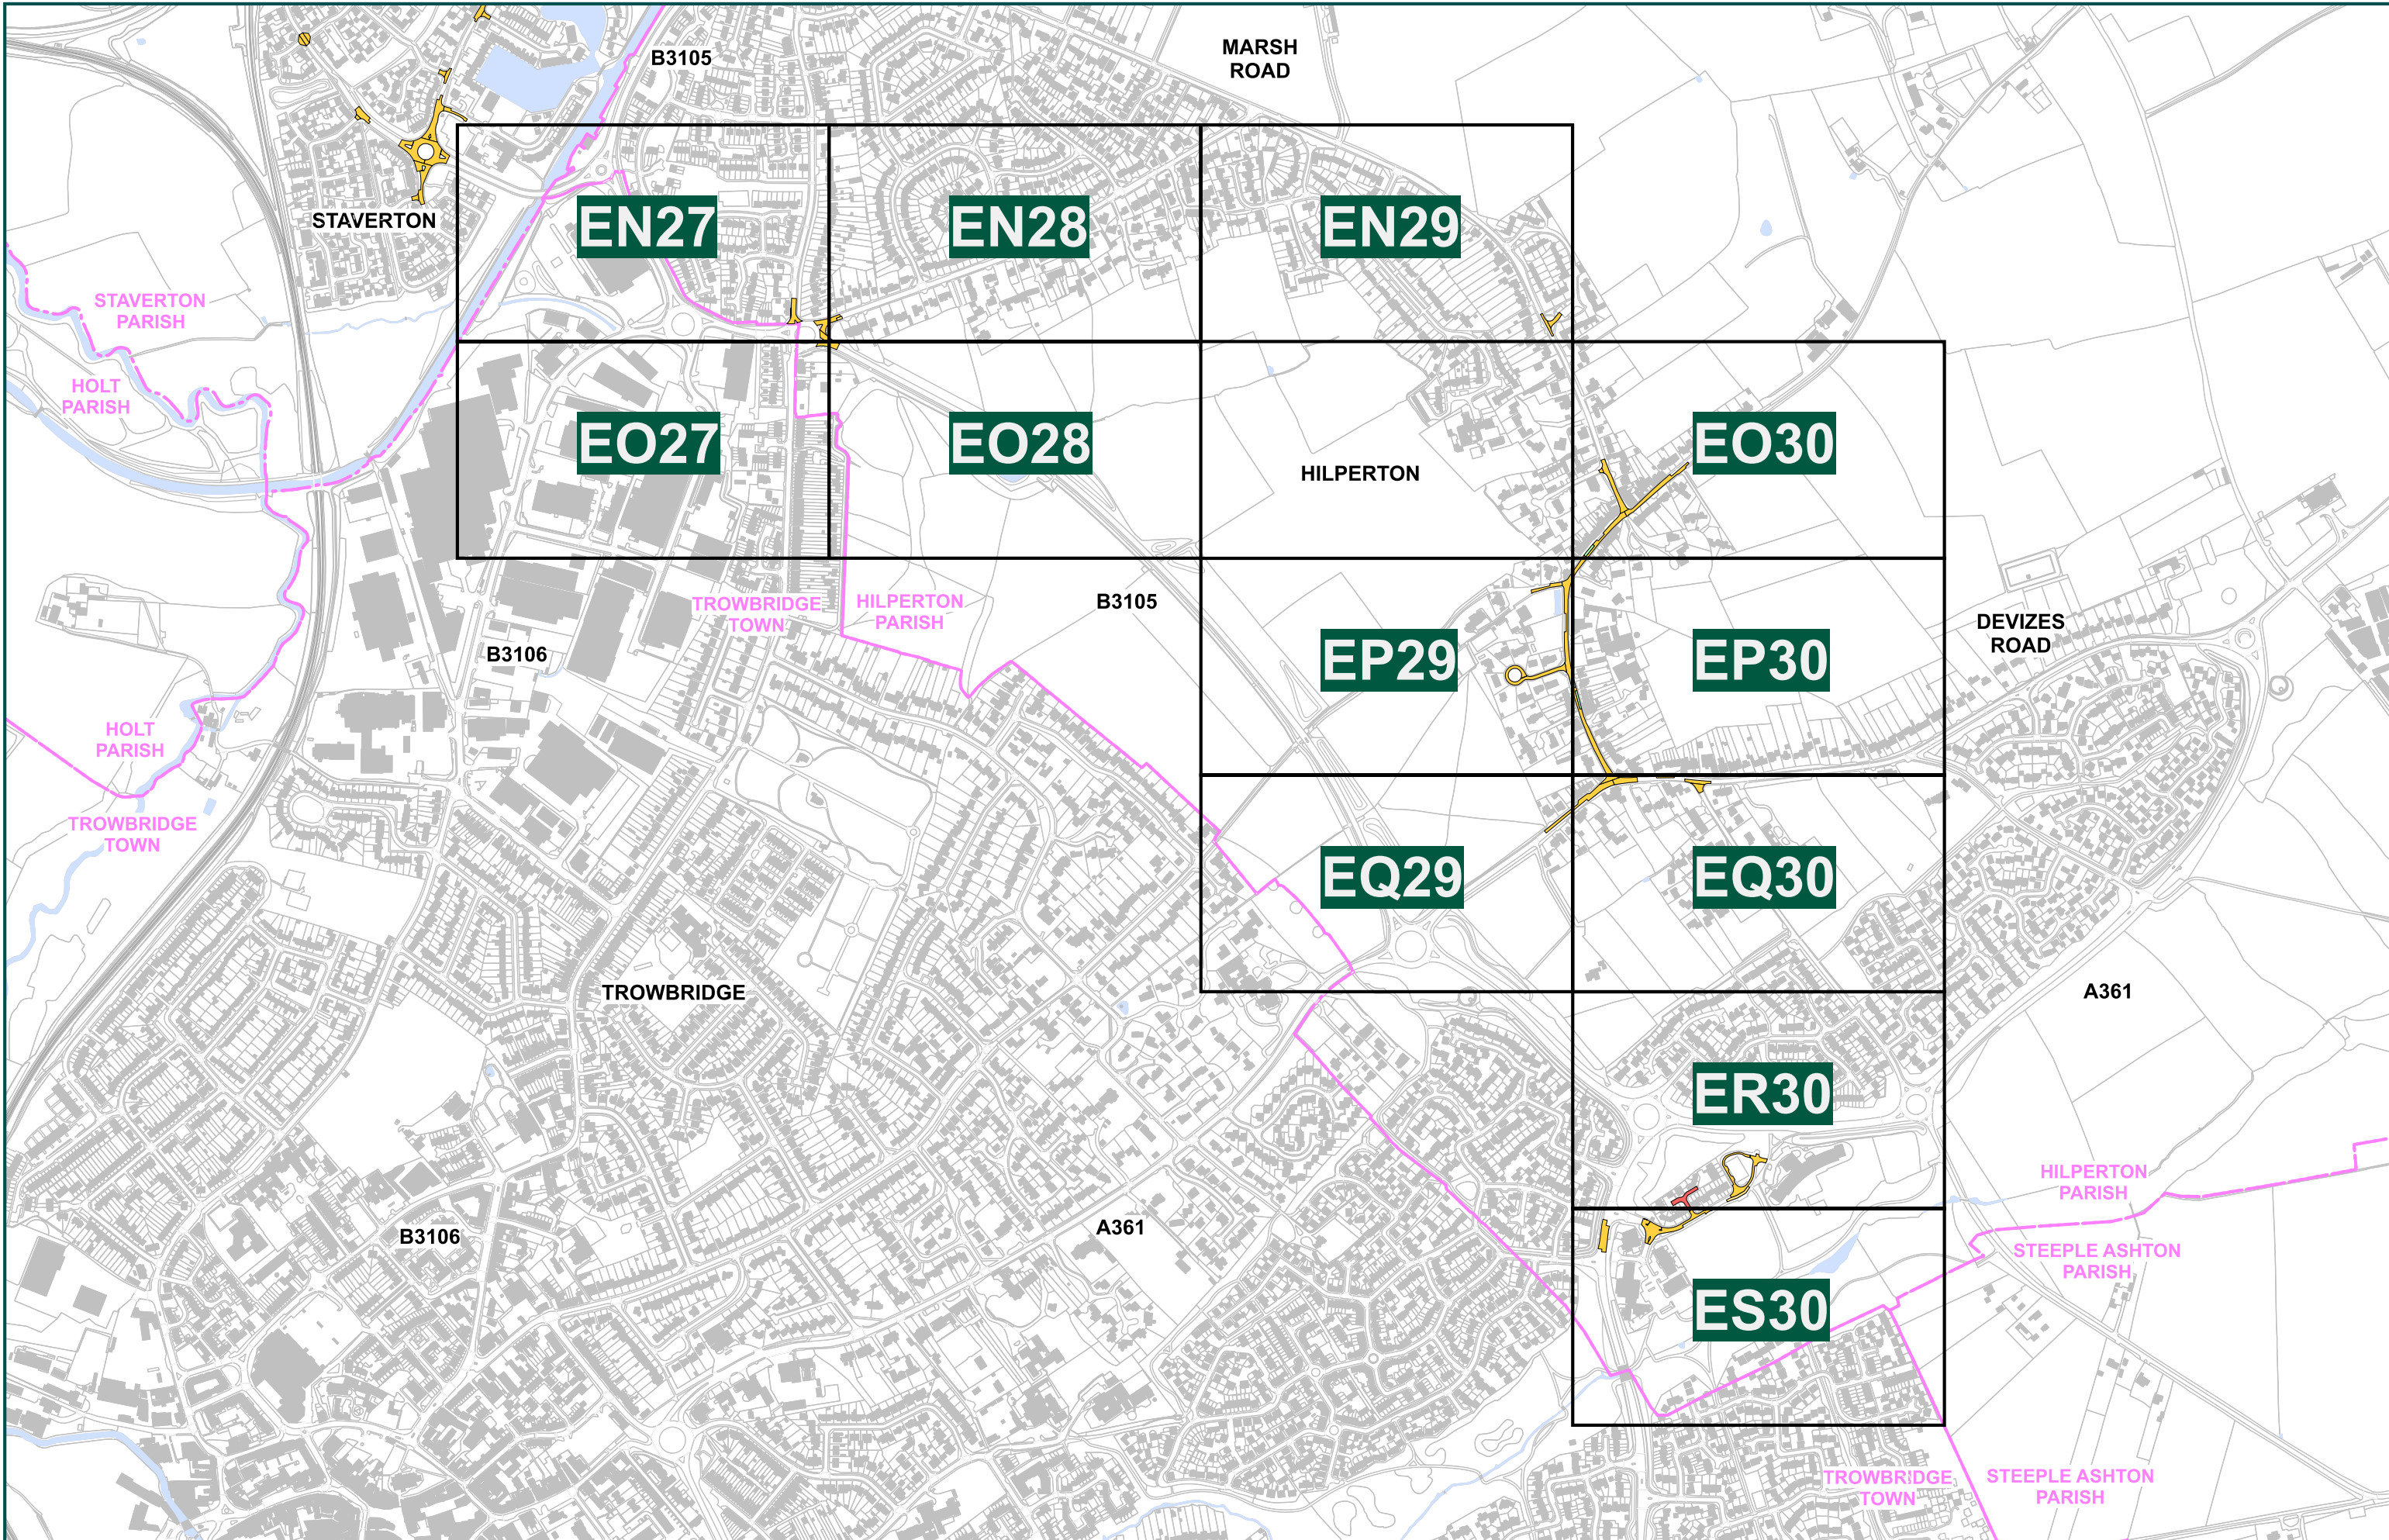 MARSH
ROAD
B3105
STAVERTON
EN27
EN28
EN29
STAVERTON
PARISH
HOLT
PARISH
EO27
EO28
HILPERTON
EO30
TROWBRIDGE
TOWN
HILPERTON
PARISH
B3105
DEVIZES
ROAD
B3106
EP29
EP30
HOLT
PARISH
TROWBRIDGE
TOWN
EQ29
EQ30
TROWBRIDGE
A361
ER30
HILPERTON
PARISH
B3106
A361
STEEPLE ASHTON
PARISH
ES30
TROWBRIDGE
TOWN
STEEPLE ASHTON
PARISH